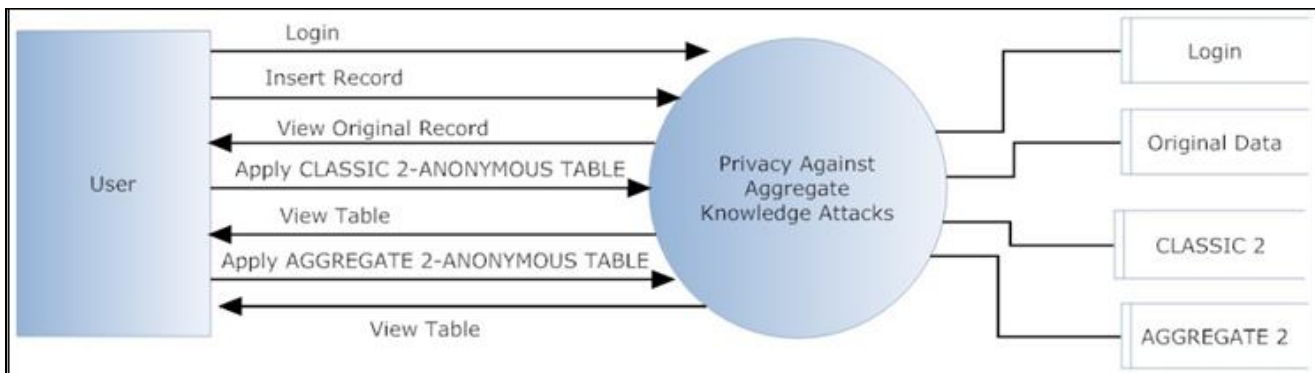 Login
Insert Record
View Original Record
Apply CLASSIC 2-ANONYMOUS TABLE
View Table
Apply AGGREGATE 2-ANONYMOUS TABLE
View Table
User
Privacy Against
Aggregate
Knowledge Attacks
Login
Original Data
CLASSIC 2
AGGREGATE 2